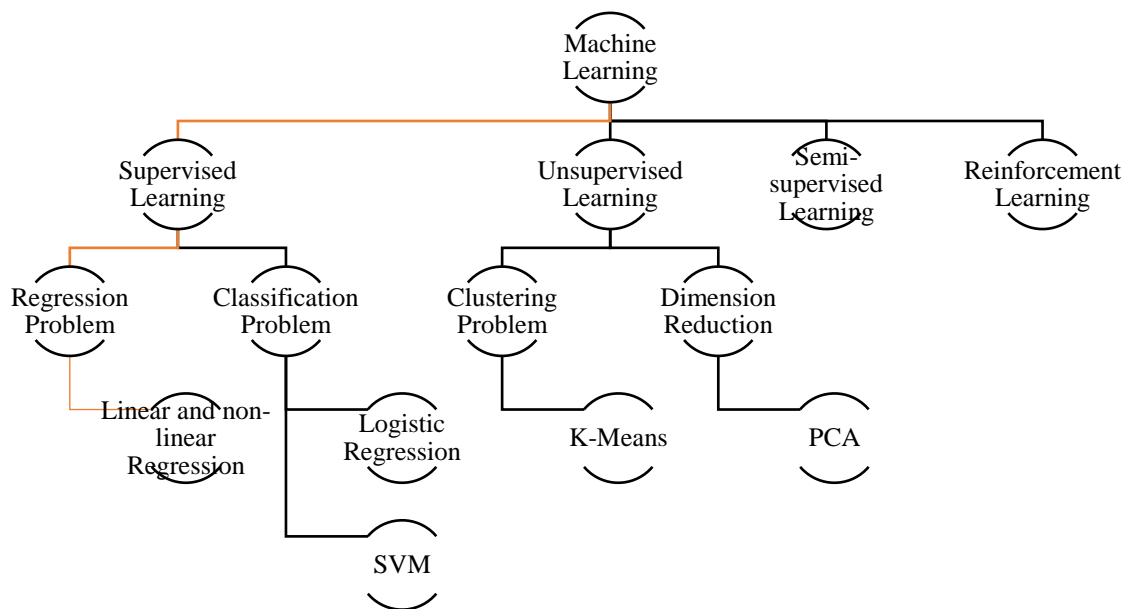 Machine
Learning
Supervised
Learning
Unsupervised
Learning
Semi-
supervised
Learning
Reinforcement
Learning
Regression
Problem
Classification
Problem
Clustering
Problem
Dimension
Reduction
Linear and non-
linear
Regression
Logistic
Regression
K-Means
PCA
SVM